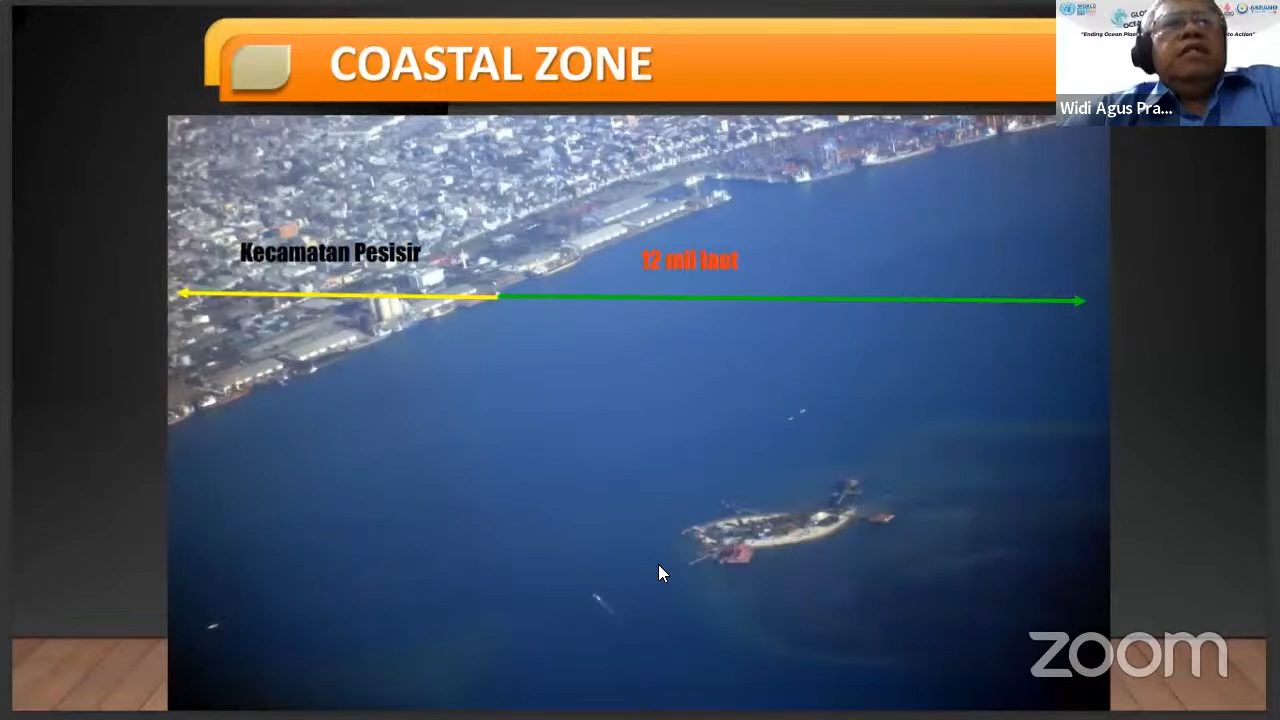 COASTAL ZONE
"Ending Ocean Plas
to Action"
Widi Agus Pra...
Kecamatan Pesisir
12 mil laut
zoom